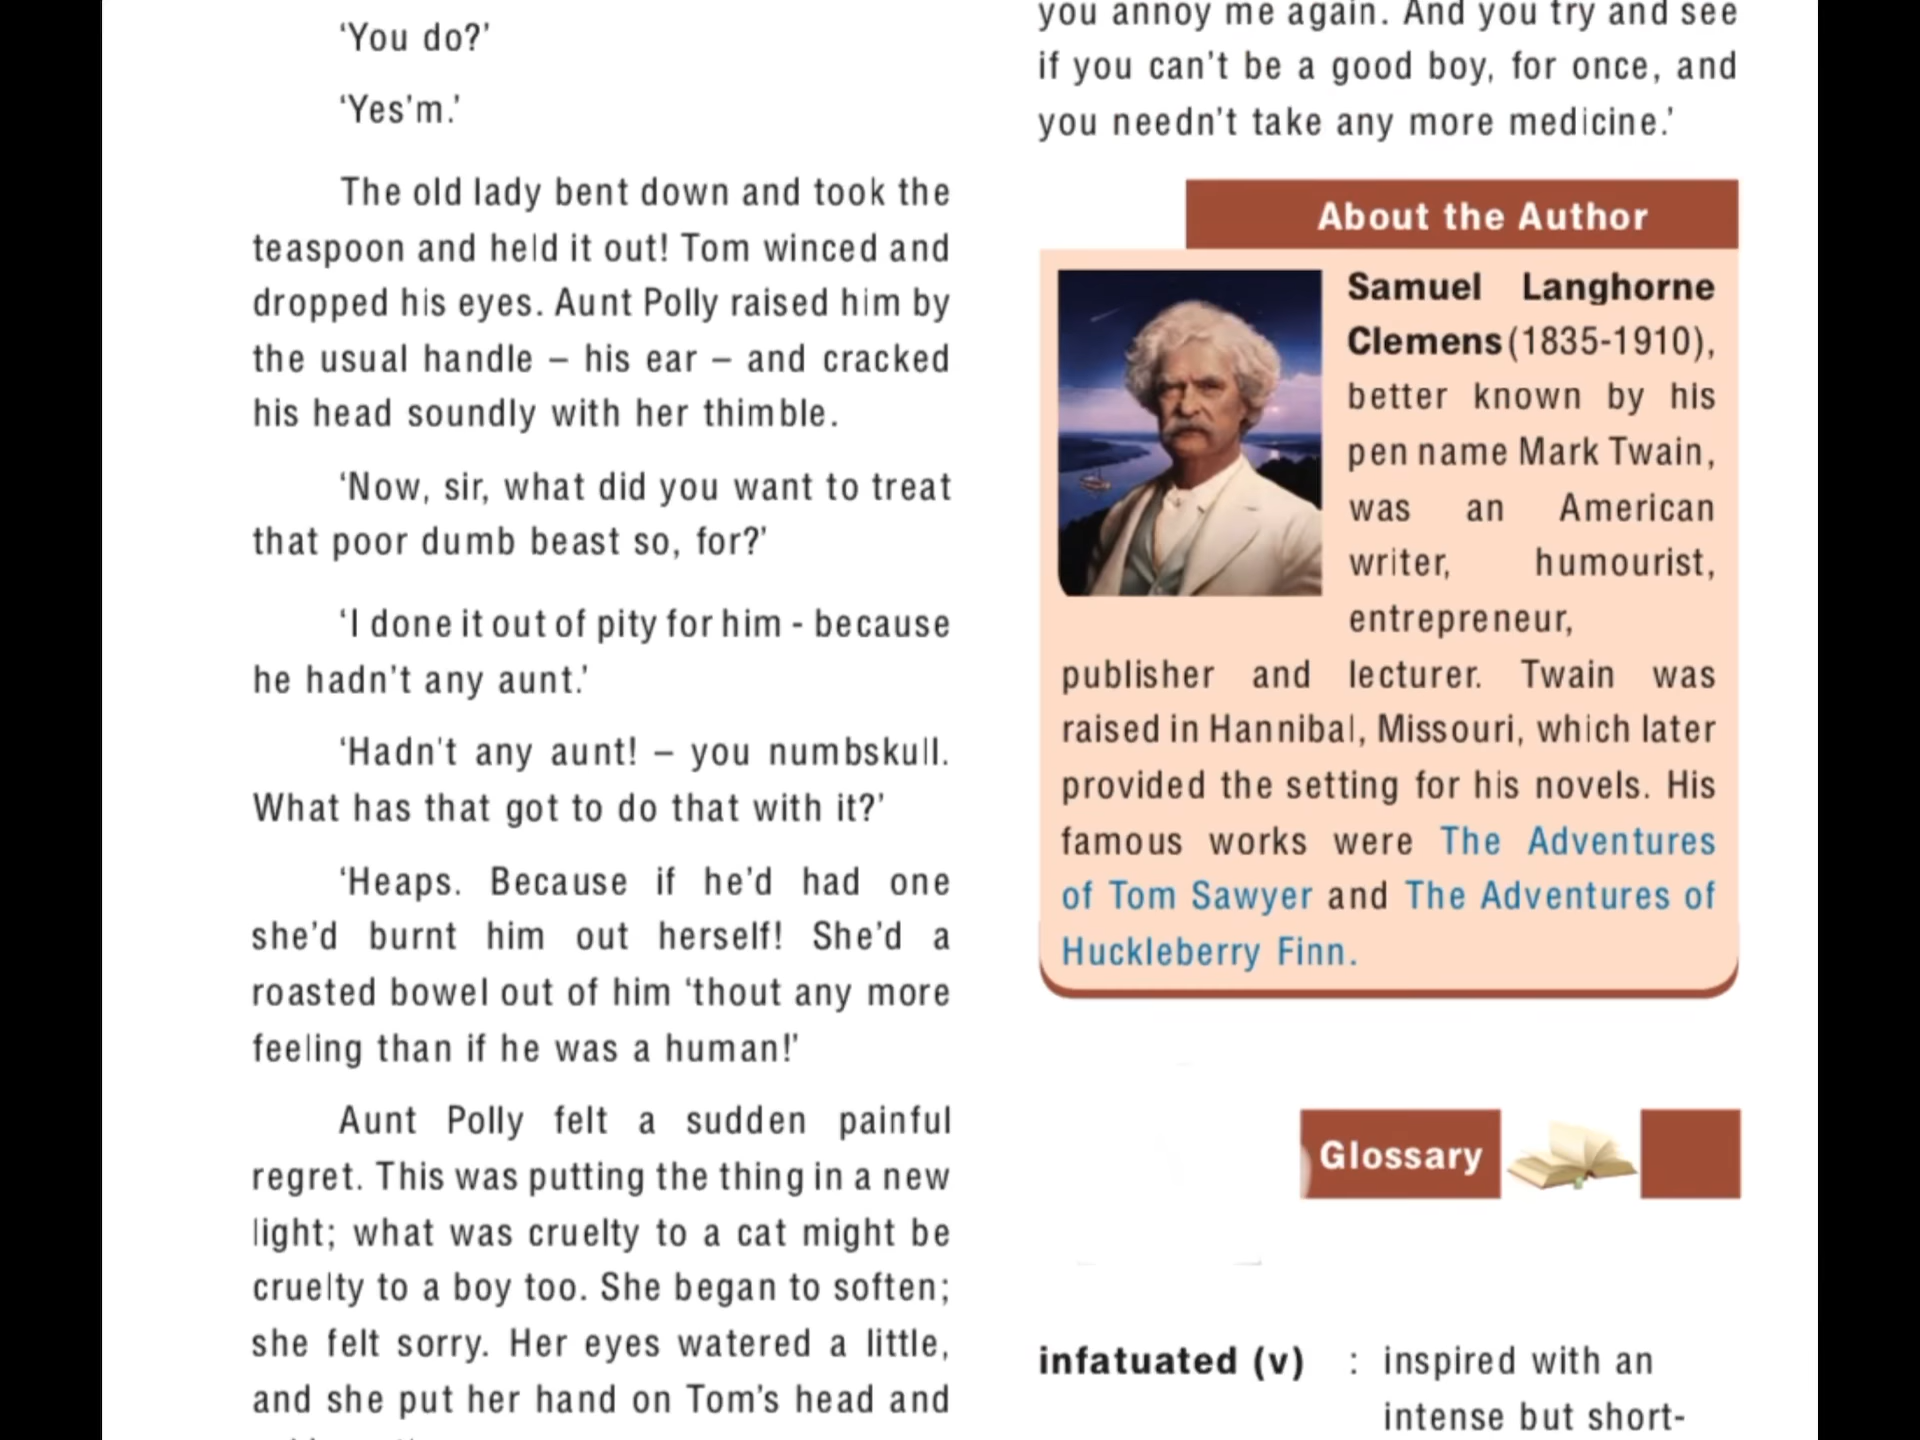 ‘You do?’
‘Yes’m.’
The old lady bent down and took the
teaspoon and held it out! Tom winced and
dropped his eyes. Aunt Polly raised him by
the usual handle – his ear – and cracked
his head soundly with her thimble.
‘Now, sir, what did you want to treat
that poor dumb beast so, for?’
‘I done it out of pity for him - because
he hadn’t any aunt.’
‘Hadn’t any aunt! – you numbskull.
What has that got to do that with it?’
‘Heaps. Because if he’d had one
she’d burnt him out herself! She’d a
roasted bowel out of him ‘thout any more
feeling than if he was a human!’
Aunt Polly felt a sudden painful
regret. This was putting the thing in a new
light; what was cruelty to a cat might be
cruelty to a boy too. She began to soften;
she felt sorry. Her eyes watered a little,
and she put her hand on Tom’s head and
you annoy me again. And you try and see
if you can’t be a good boy, for once, and
you needn’t take any more medicine.’
About the Author
Samuel Langhorne
Clemens (1835-1910),
better known by his
pen name Mark Twain,
was an American
writer, humourist,
entrepreneur,
publisher and lecturer. Twain was
raised in Hannibal, Missouri, which later
provided the setting for his novels. His
famous works were The Adventures
of Tom Sawyer and The Adventures of
Huckleberry Finn.
Glossary
infatuated (v) : inspired with an
intense but short-